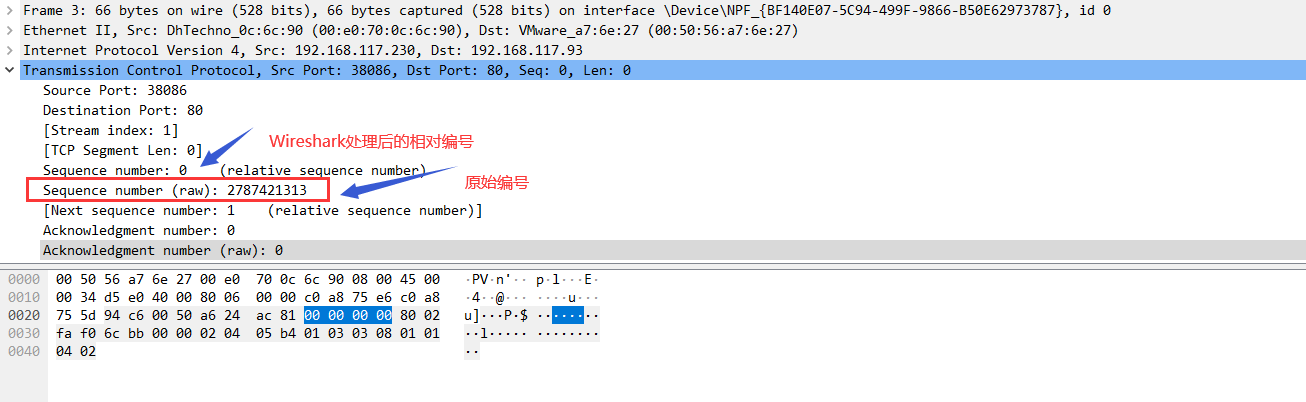 Frame 3: 66 bytes on wire (528 bits), 66 bytes captured (528 bits) on interface \Device\NPF_{BF140E07-5C94-499F-9866-B50E62973787}, id 0
Ethernet II, Src: DhTechno_0c:6c:90 (00:e0:70:0c:6c:90), Dst: VMware_a7:6e:27 (00:50:56:a7:6e:27)
Internet Protocol Version 4, Src: 192.168.117.230, Dst: 192.168.117.93
Transmission Control Protocol, Src Port: 38086, Dst Port: 80, Seq: 0, Len: 0
Source Port: 38086
Destination Port: 80
[Stream index: 1]
Wireshark处理后的相对编号
[TCP Segment Len: 0]
Sequence number: 0    (relative sequence number)
原始编号
Sequence number (raw): 2787421313
[Next sequence number: 1    (relative sequence number)]
Acknowledgment number: 0
Acknowledgment number (raw): 0
0000 00 50 56 a7 6e 27 00 e0 70 0c 6c 90 08 00 45 00 ·PV·n'·· p·l···E·
0010 00 34 d5 e0 40 00 80 06 00 00 c0 a8 75 e6 c0 a8 ·4··@··· ····u···
0020 75 5d 94 c6 00 50 a6 24 ac 81 00 00 00 00 80 02 u]···P·$ ········
0030 fa f0 6c bb 00 00 02 04 05 b4 01 03 03 08 01 01 ··l····· ········
0040 04 02 ··